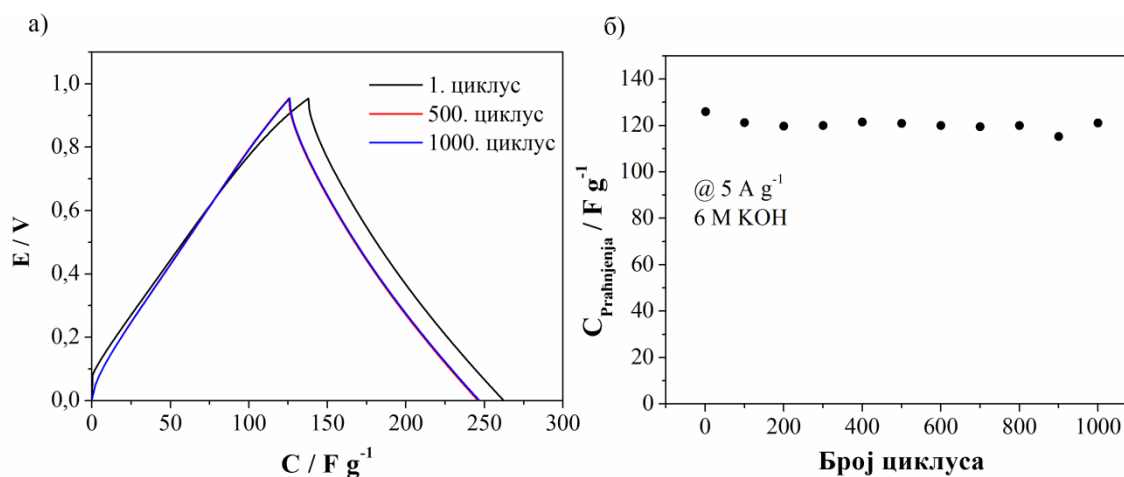 а)
1,0
0,8
0,6
0,4
0,2
0,0
E / V
1. циклус
500. циклус
1000. циклус
0 50 100 150 200 250 300
C / F g-1
б)
140
120
100
80
60
40
20
0
C Pražnjenja / F g-1
@ 5 A g-1
6 M KOH
0 200 400 600 800 1000
Број циклуса